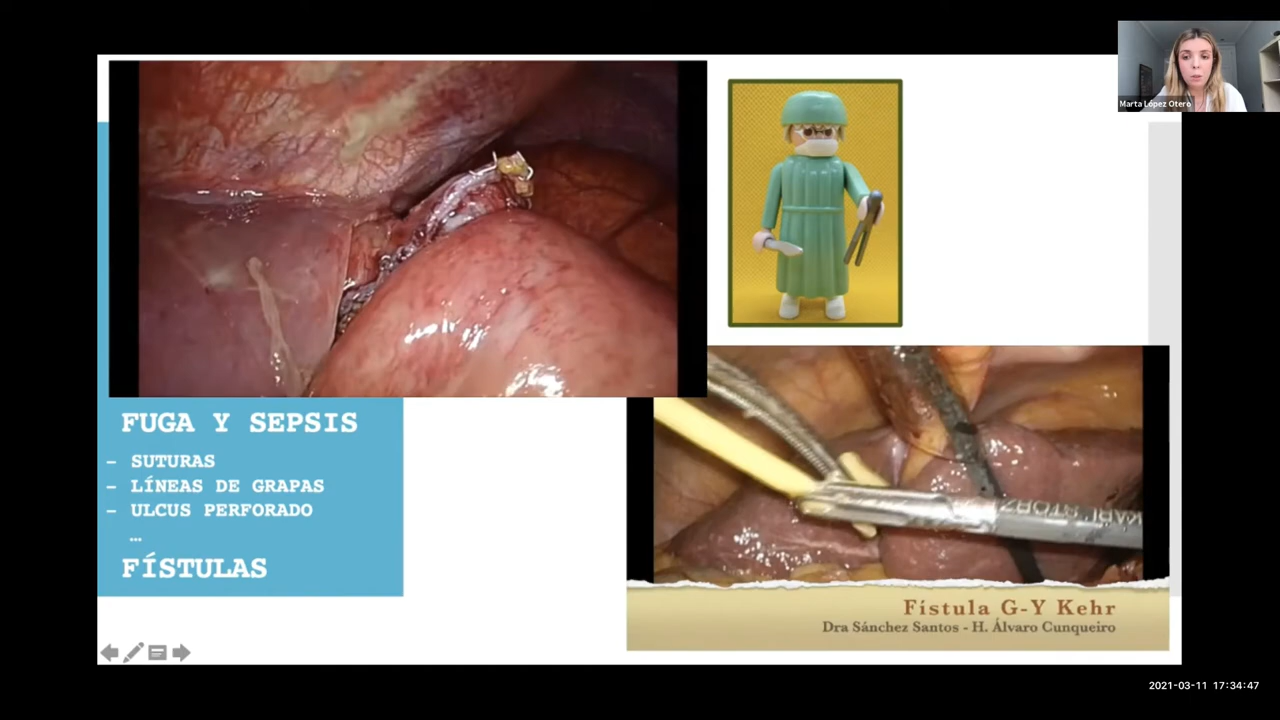 Marta López Otero
FUGA Y SEPSIS
- SUTURAS
- LÍNEAS DE GRAPAS
- ULCUS PERFORADO
…
FÍSTULAS
KARL STORZ
Fístula G-Y Kehr
Dra Sánchez Santos - H. Álvaro Cunqueiro
2021-03-11 17:34:47